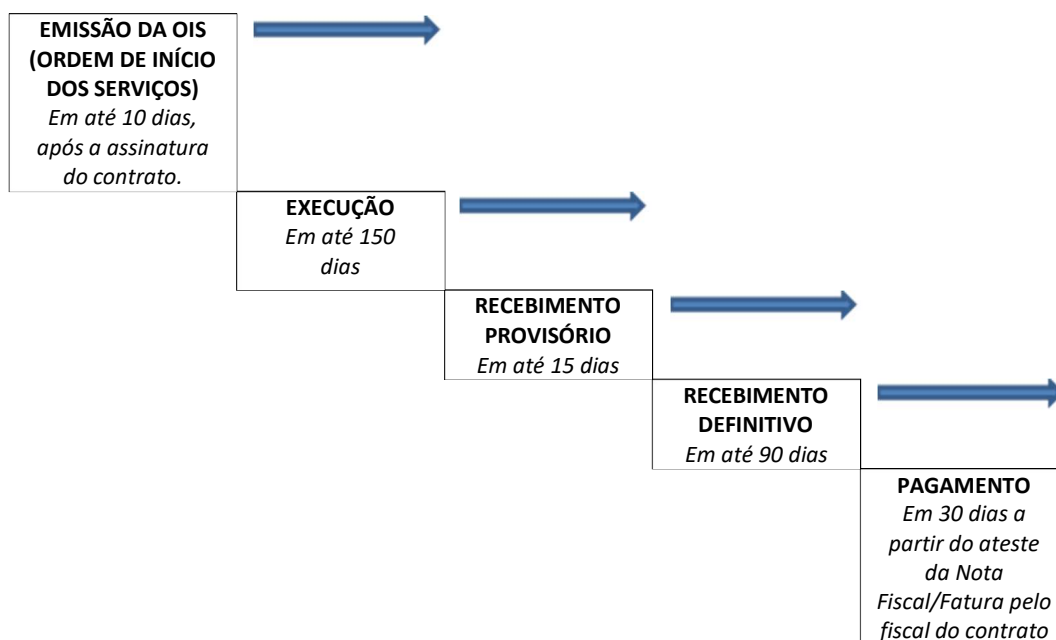 EMISSÃO DA OIS
(ORDEM DE INÍCIO
DOS SERVIÇOS)
Em até 10 dias,
após a assinatura
do contrato.
EXECUÇÃO
Em até 150
dias
RECEBIMENTO
PROVISÓRIO
Em até 15 dias
RECEBIMENTO
DEFINITIVO
Em até 90 dias
PAGAMENTO
Em 30 dias a
partir do ateste
da Nota
Fiscal/Fatura pelo
fiscal do contrato